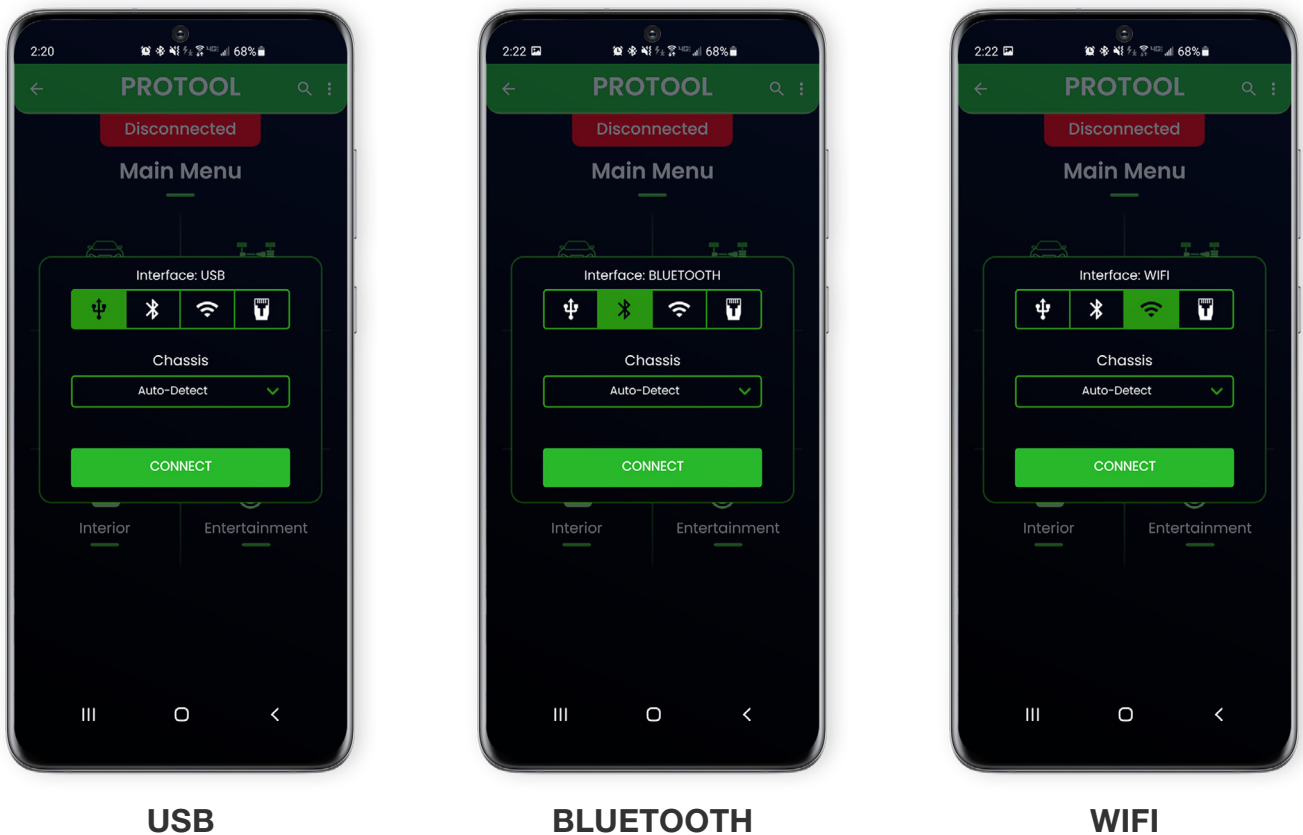 2:20 68%
PROTOOL
Disconnected
Main Menu
Interface: USB
Chassis
Auto-Detect
CONNECT
Interior Entertainment
USB
2:22 68%
PROTOOL
Disconnected
Main Menu
Interface: BLUETOOTH
Chassis
Auto-Detect
CONNECT
Interior Entertainment
BLUETOOTH
2:22 68%
PROTOOL
Disconnected
Main Menu
Interface: WIFI
Chassis
Auto-Detect
CONNECT
Interior Entertainment
WIFI